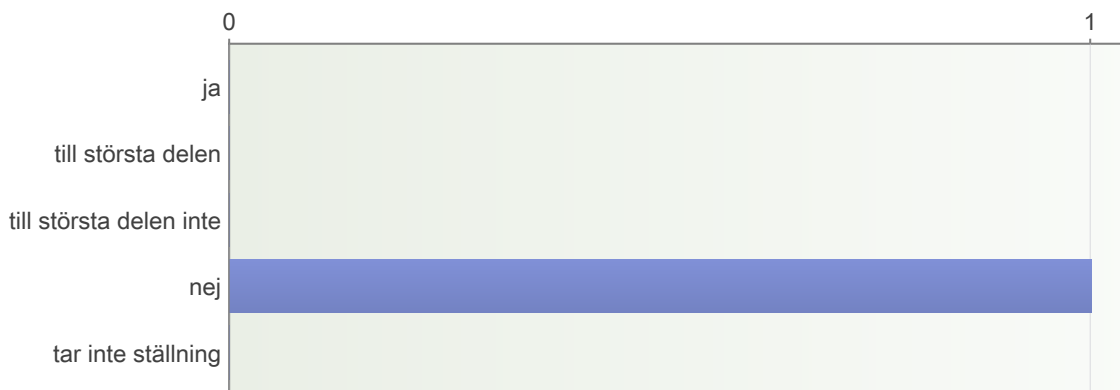 0 1
ja
till största delen
till största delen inte
nej
tar inte ställning